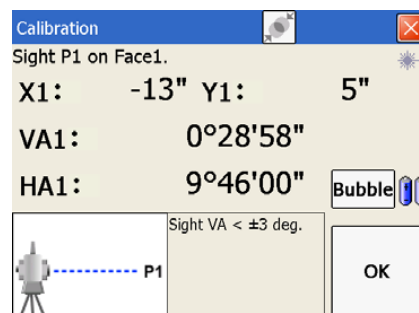 Calibration
Sight P1 on Face1.
X1: -13" Y1: 5"
VA1: 0°28'58"
HA1: 9°46'00"
Bubble
Sight VA < ±3 deg.
P1
OK